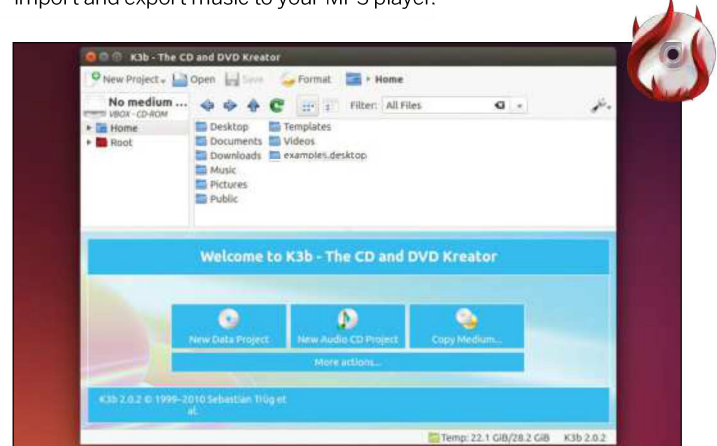 import and export music to your MP3 player.
K3b - The CD and DVD Kreator
New Project Open Save Format Home
No medium ... Filter: All Files
VBOX - CD-ROM
Home
Root
Desktop Templates
Documents Videos
Downloads examples.desktop
Music
Pictures
Public
Welcome to K3b - The CD and DVD Kreator
New Data Project New Audio CD Project Copy Medium...
More actions...
K3b 2.0.2 © 1999-2010 Sebastian Trüg et
al.
Temp: 22.1 GiB/28.2 GiB K3b 2.0.2